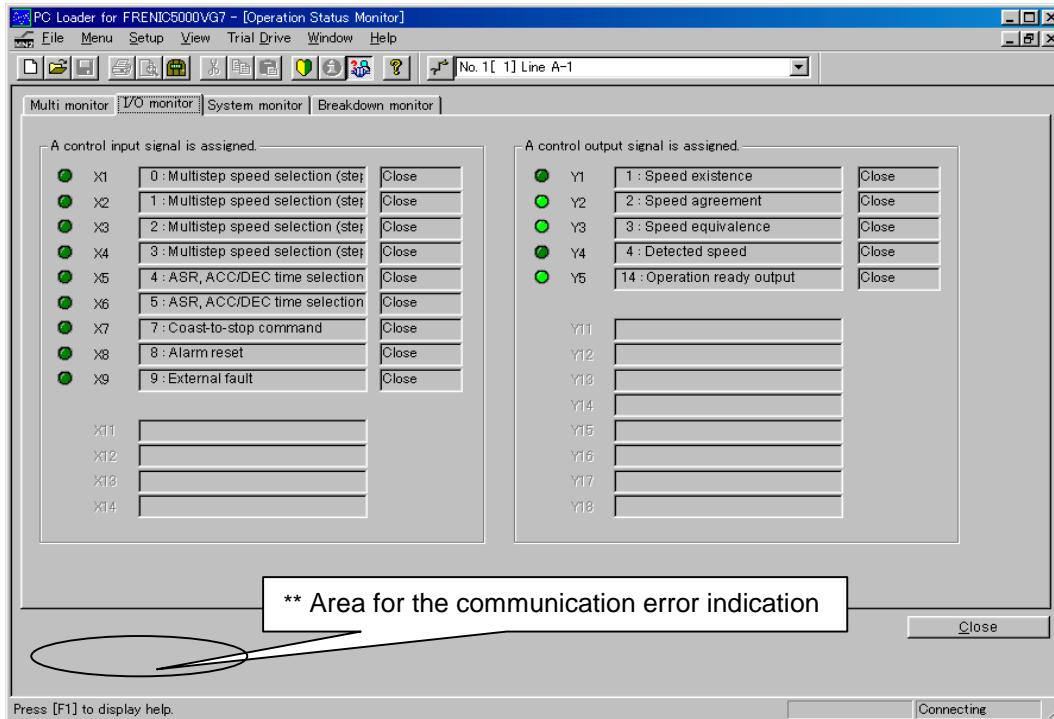 PC Loader for FRENIC5000VG7 - [Operation Status Monitor]
File Menu Setup View Trial Drive Window Help
No. 1[ 1] Line A-1
Multi monitor I/O monitor System monitor Breakdown monitor
A control input signal is assigned.
X1 0 : Multistep speed selection (step Close
X2 1 : Multistep speed selection (step Close
X3 2 : Multistep speed selection (step Close
X4 3 : Multistep speed selection (step Close
X5 4 : ASR, ACC/DEC time selection Close
X6 5 : ASR, ACC/DEC time selection Close
X7 7 : Coast-to-stop command Close
X8 8 : Alarm reset Close
X9 9 : External fault Close
X11
X12
X13
X14
A control output signal is assigned.
Y1 1 : Speed existence Close
Y2 2 : Speed agreement Close
Y3 3 : Speed equivalence Close
Y4 4 : Detected speed Close
Y5 14 : Operation ready output Close
Y11
Y12
Y13
Y14
Y15
Y16
Y17
Y18
** Area for the communication error indication
Close
Press [F1] to display help.
Connecting